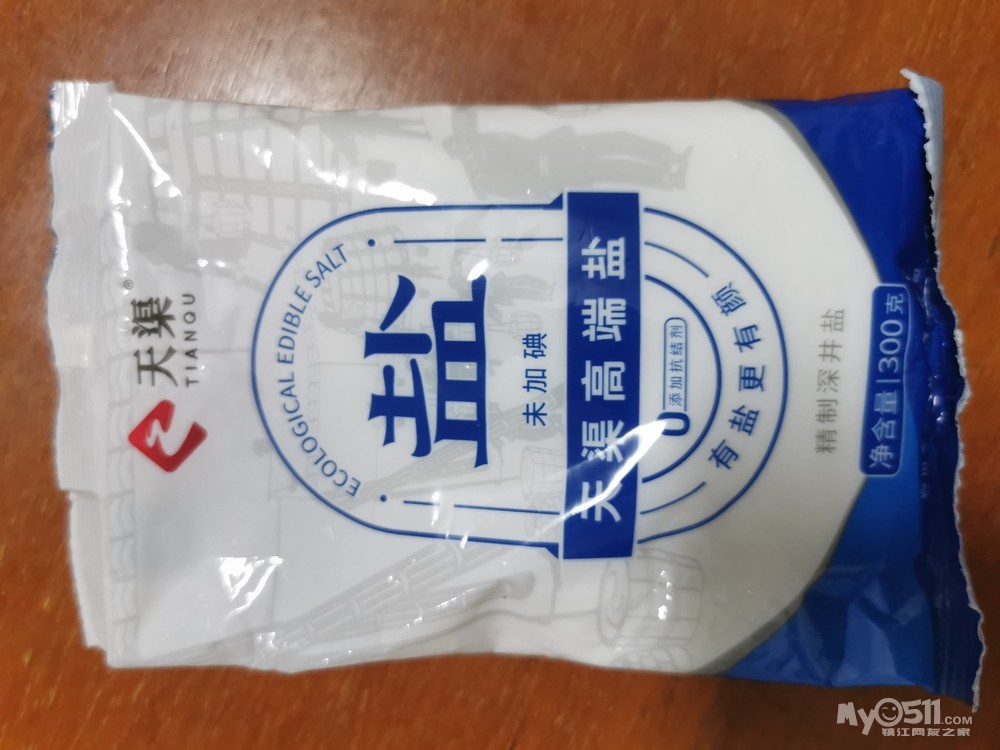 天渠®
TIANQU
ECOLOGICAL EDIBLE SALT
盐
未加碘
天渠高端盐
0添加抗结剂
有盐更有颜
精制深井盐
净含量|300克
My0511.com
镇江网友之家